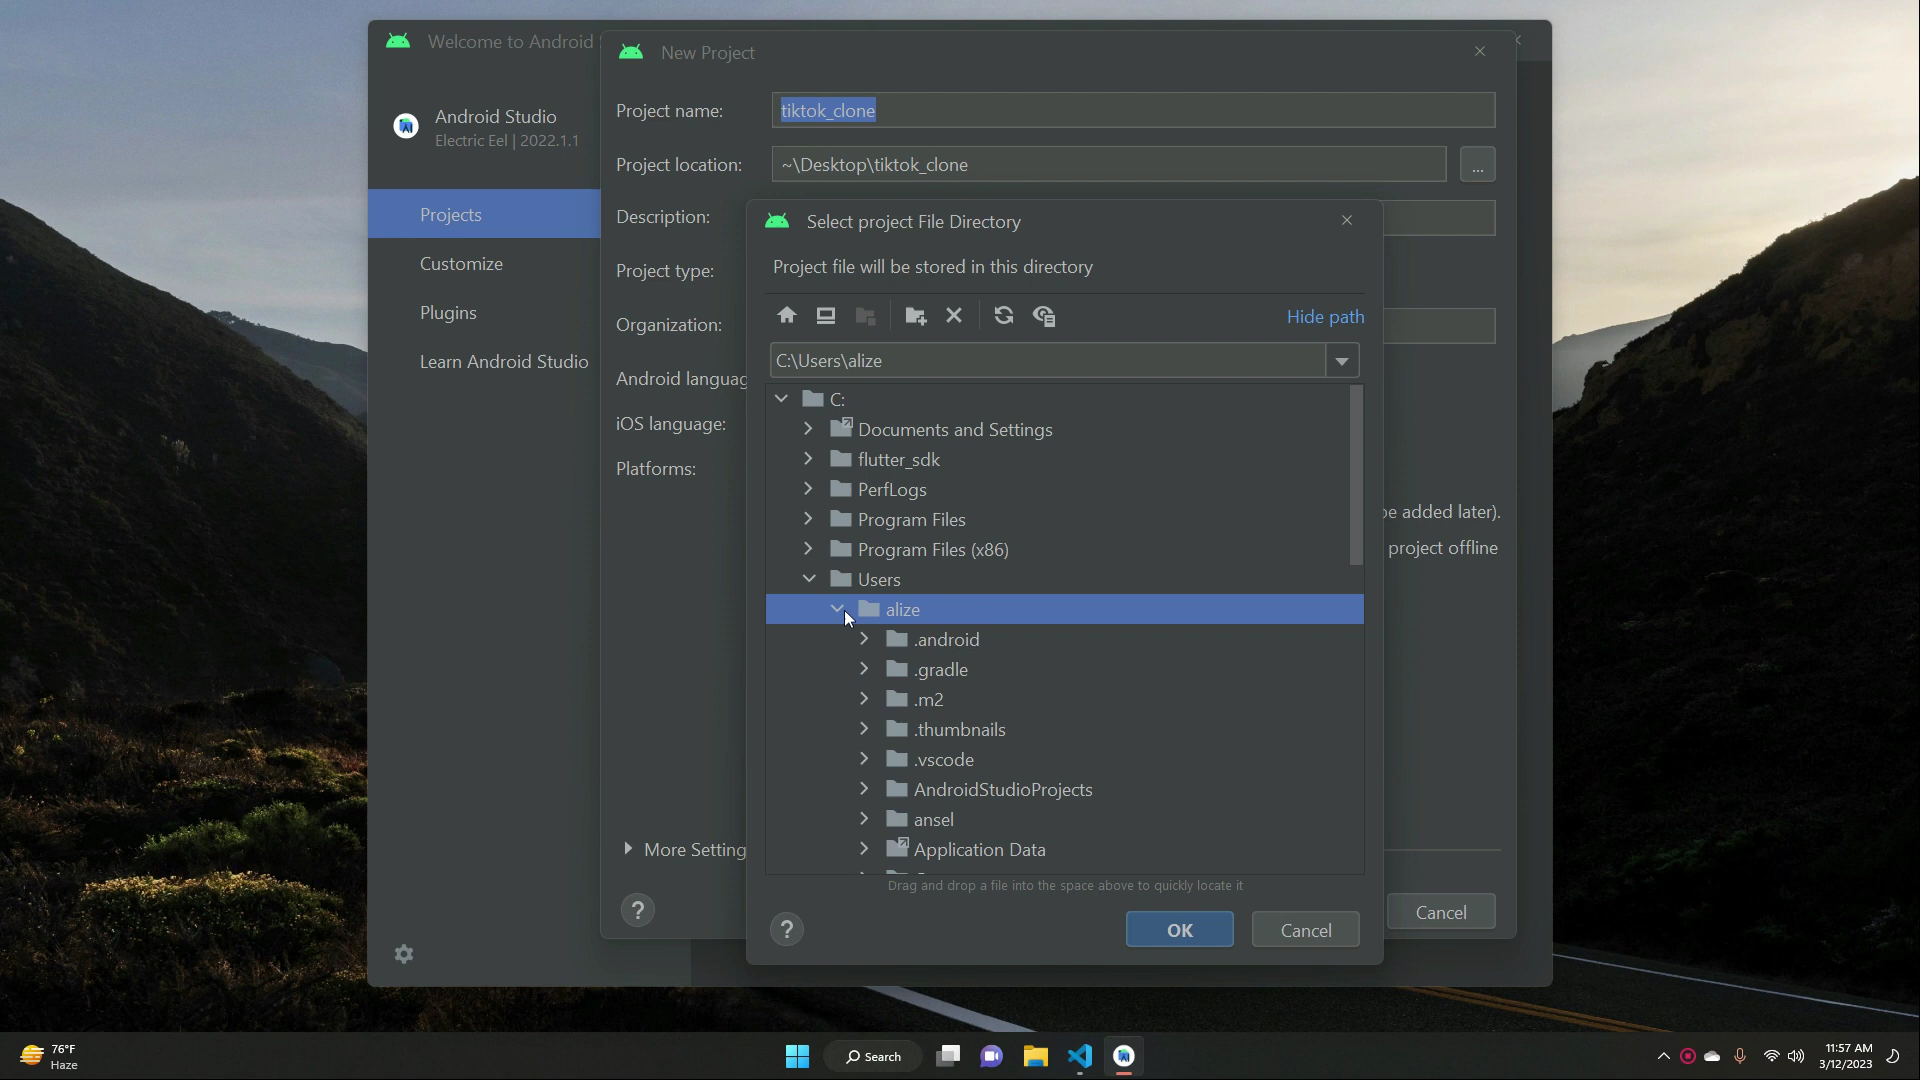 Welcome to Android
New Project
Android Studio
Electric Eel | 2022.1.1
Projects
Customize
Plugins
Learn Android Studio
Project name:
tiktok_clone
Project location:
~\Desktop\tiktok_clone
...
Description:
Project type:
Organization:
Android languag
iOS language:
Platforms:
be added later).
project offline
More Setting
?
Cancel
Select project File Directory
Project file will be stored in this directory
Hide path
C:\Users\alize
C:
Documents and Settings
flutter_sdk
PerfLogs
Program Files
Program Files (x86)
Users
alize
.android
.gradle
.m2
.thumbnails
.vscode
AndroidStudioProjects
ansel
Application Data
Drag and drop a file into the space above to quickly locate it
?
OK
Cancel
76°F
Haze
Search
11:57 AM
3/12/2023